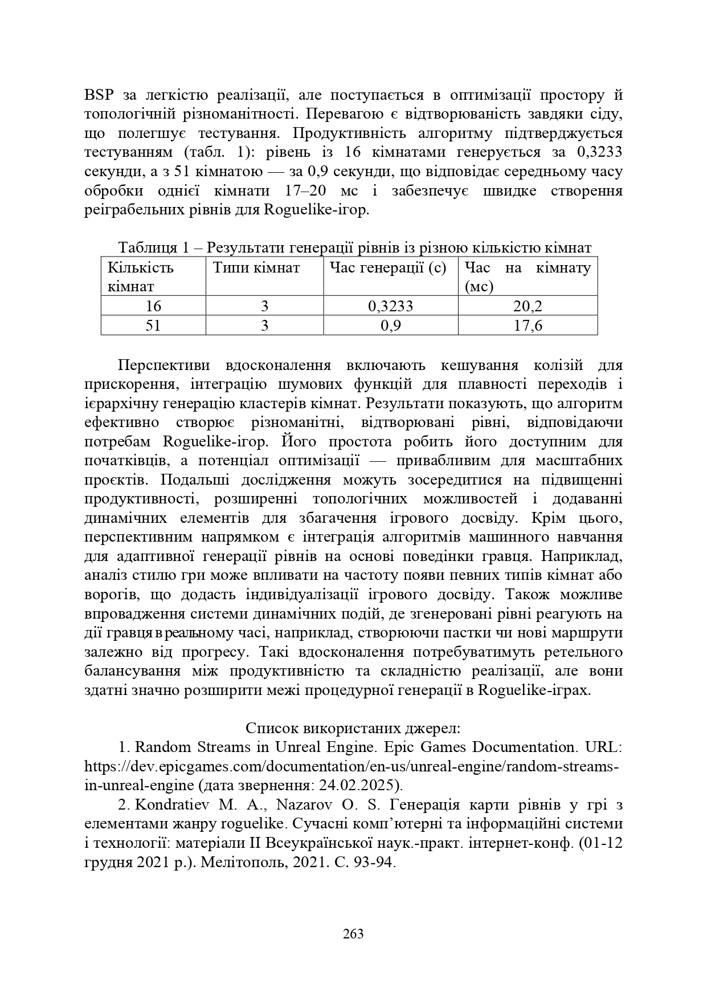 BSP за легкістю реалізації, але поступається в оптимізації простору й
топологічній різноманітності. Перевагою є відтворюваність завдяки сіду,
що полегшує тестування. Продуктивність алгоритму підтверджується
тестуванням (табл. 1): рівень із 16 кімнатами генерується за 0,3233
секунди, а з 51 кімнатою — за 0,9 секунди, що відповідає середньому часу
обробки однієї кімнати 17–20 мс і забезпечує швидке створення
реіграбельних рівнів для Roguelike-ігор.
Таблиця 1 – Результати генерації рівнів із різною кількістю кімнат
Кількість кімнат Типи кімнат Час генерації (с) Час на кімнату (мс)
16 3 0,3233 20,2
51 3 0,9 17,6
Перспективи вдосконалення включають кешування колізій для
прискорення, інтеграцію шумових функцій для плавності переходів і
ієрархічну генерацію кластерів кімнат. Результати показують, що алгоритм
ефективно створює різноманітні, відтворювані рівні, відповідаючи
потребам Roguelike-ігор. Його простота робить його доступним для
початківців, а потенціал оптимізації — привабливим для масштабних
проєктів. Подальші дослідження можуть зосередитися на підвищенні
продуктивності, розширенні топологічних можливостей і додаванні
динамічних елементів для збагачення ігрового досвіду. Крім цього,
перспективним напрямком є інтеграція алгоритмів машинного навчання
для адаптивної генерації рівнів на основі поведінки гравця. Наприклад,
аналіз стилю гри може впливати на частоту появи певних типів кімнат або
ворогів, що додасть індивідуалізації ігрового досвіду. Також можливе
впровадження системи динамічних подій, де згенеровані рівні реагують на
дії гравця в реальному часі, наприклад, створюючи пастки чи нові маршрути
залежно від прогресу. Такі вдосконалення потребуватимуть ретельного
балансування між продуктивністю та складністю реалізації, але вони
здатні значно розширити межі процедурної генерації в Roguelike-іграх.
Список використаних джерел:
1. Random Streams in Unreal Engine. Epic Games Documentation. URL:
https://dev.epicgames.com/documentation/en-us/unreal-engine/random-streams-
in-unreal-engine (дата звернення: 24.02.2025).
2. Kondratiev M. A., Nazarov O. S. Генерація карти рівнів у грі з
елементами жанру roguelike. Сучасні комп’ютерні та інформаційні системи
і технології: матеріали II Всеукраїнської наук.-практ. інтернет-конф. (01-12
грудня 2021 р.). Мелітополь, 2021. С. 93-94.
263